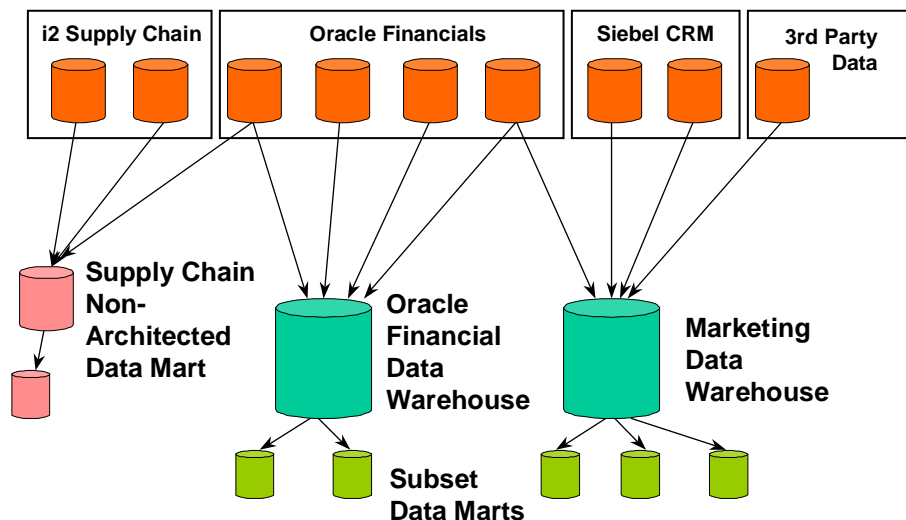 i2 Supply Chain
Oracle Financials
Siebel CRM
3rd Party
Data
Supply Chain
Non-
Architected
Data Mart
Oracle
Financial
Data
Warehouse
Marketing
Data
Warehouse
Subset
Data Marts